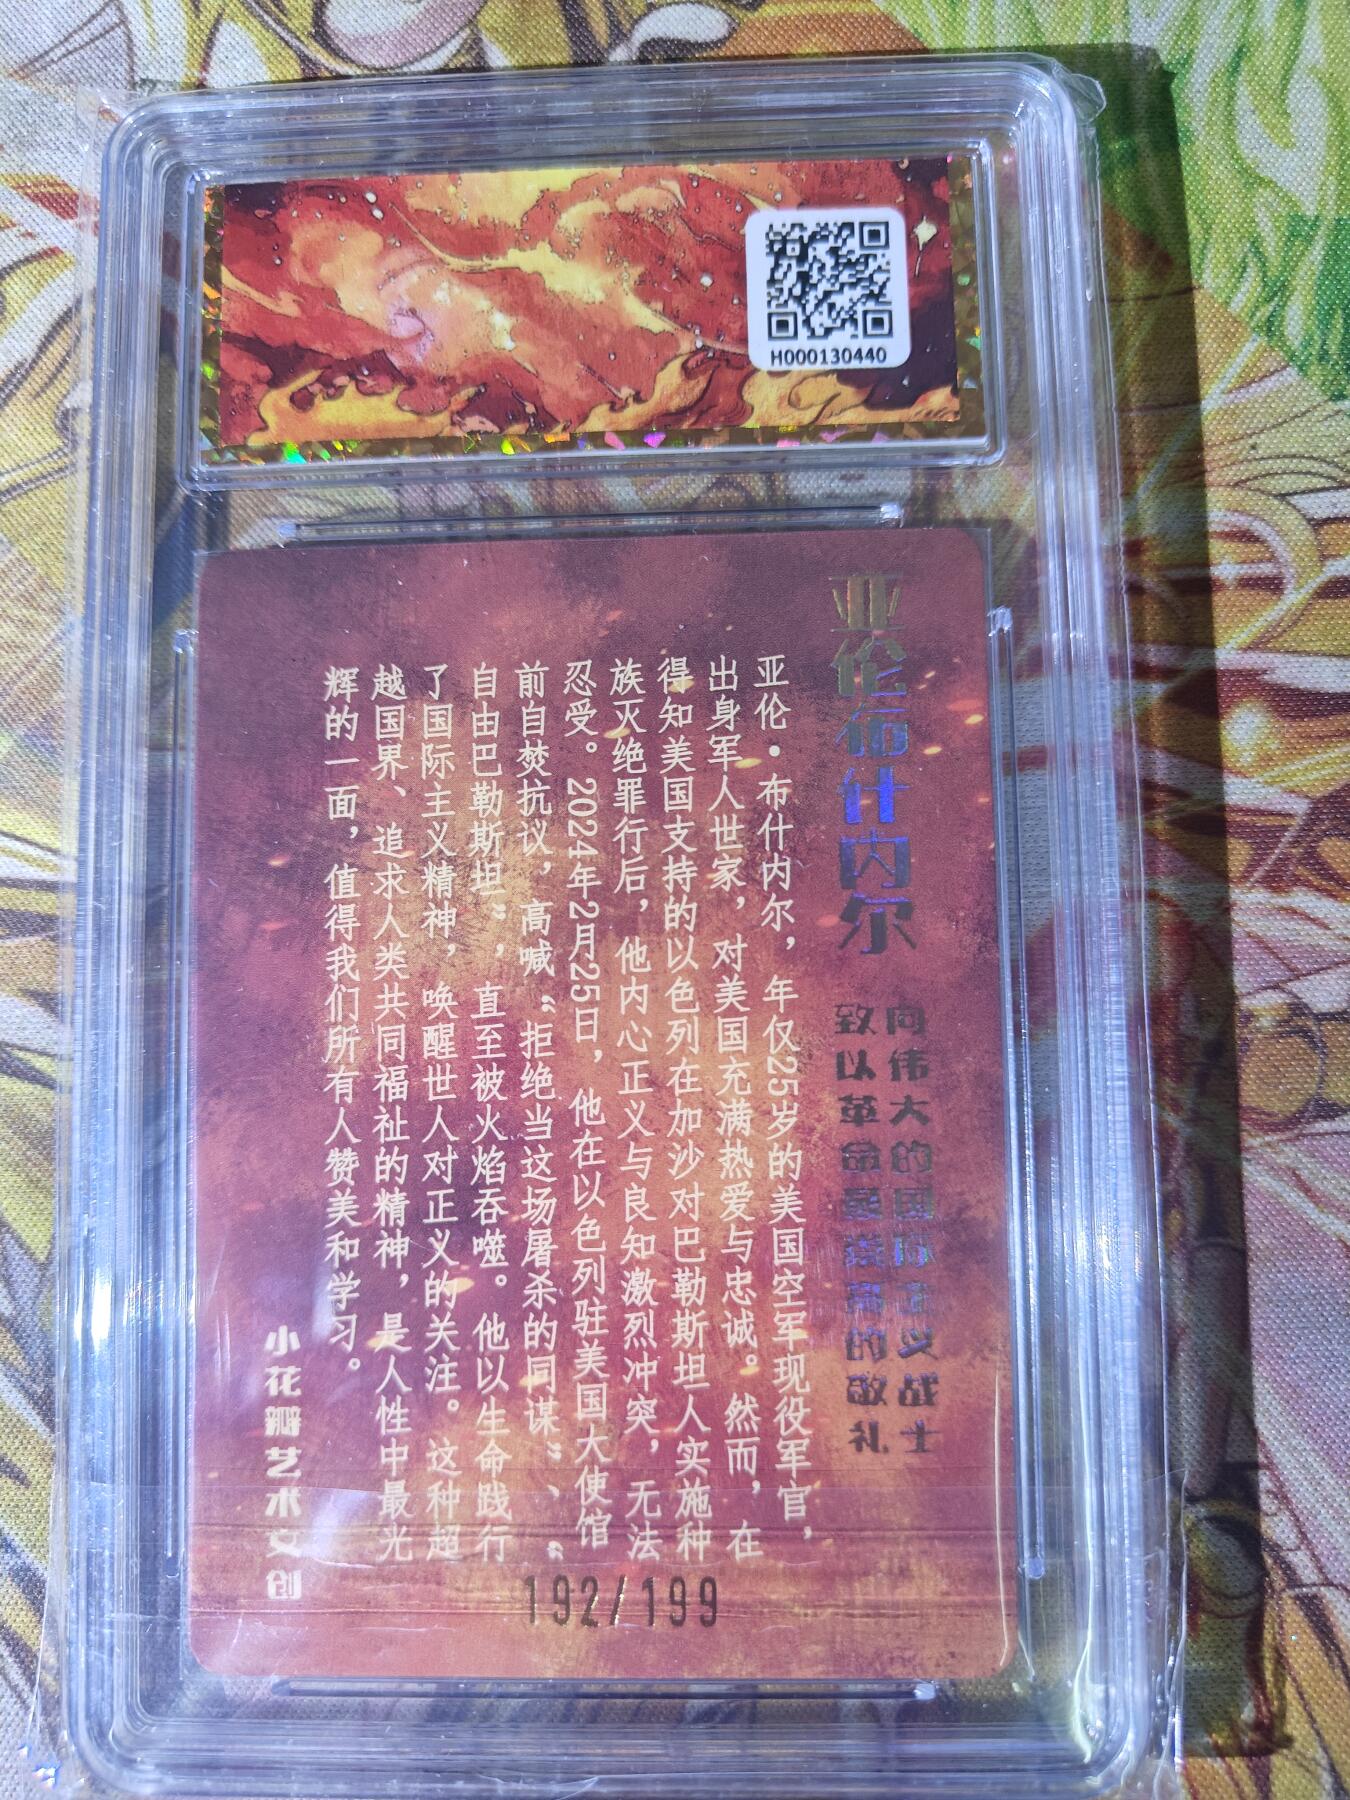 H000130440
亚伦布什内尔
向伟大的国际主义战士
致以革命最崇高的敬礼
亚伦·布什内尔，年仅25岁的美国空军现役军官，
出身军人世家，对美国充满热爱与忠诚。然而，在
得知美国支持的以色列在加沙对巴勒斯坦人实施种
族灭绝罪行后，他内心正义与良知激烈冲突，无法
忍受。2024年2月25日，他在以色列驻美国大使馆
前自焚抗议，高喊“拒绝当这场屠杀的同谋”、“
自由巴勒斯坦”，直至被火焰吞噬。他以生命践行
了国际主义精神，唤醒世人对正义的关注。这种超
越国界、追求人类共同福祉的精神，是人性中最光
辉的一面，值得我们所有人赞美和学习。
小花瓣艺术文创
192/199